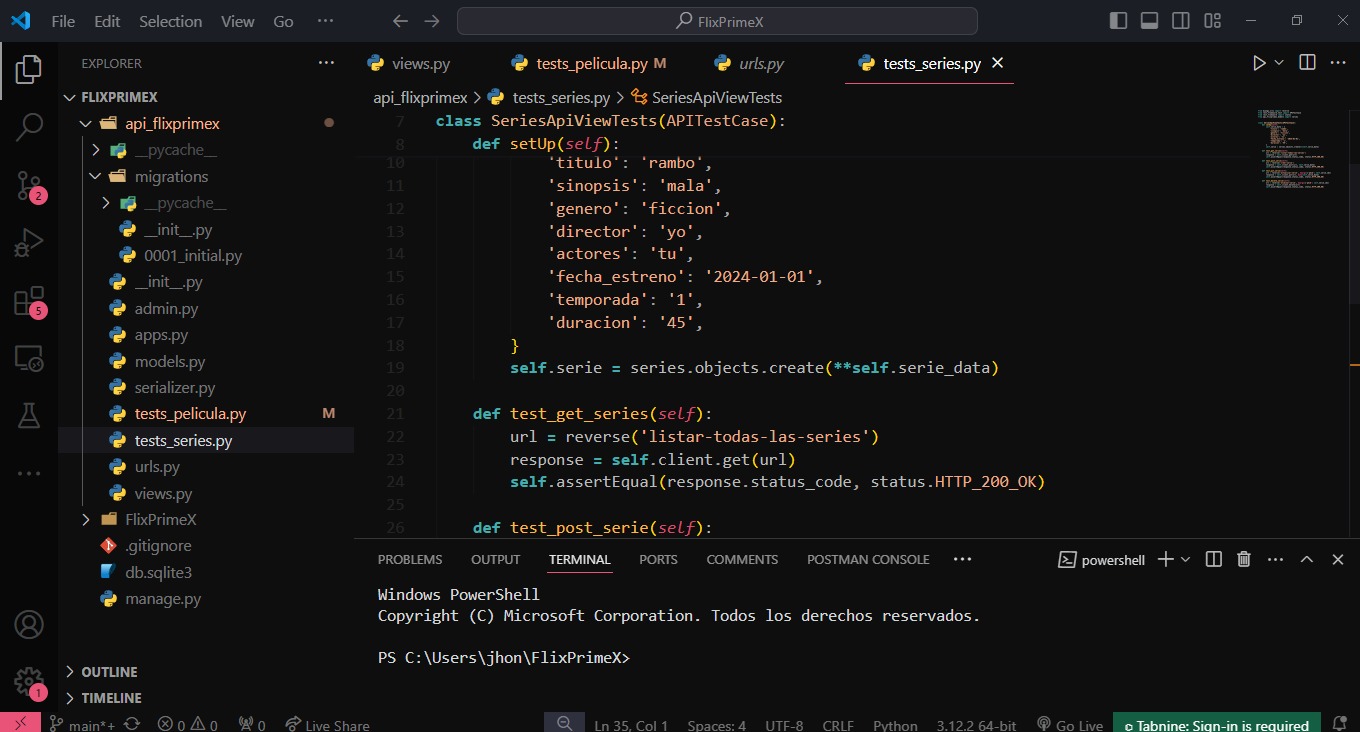 File Edit Selection View Go ··· FlixPrimeX
EXPLORER ···
views.py tests_pelicula.py M urls.py tests_series.py
FLIXPRIMEX
api_flixprimex
__pycache__
migrations
__pycache__
__init__.py
0001_initial.py
__init__.py
admin.py
apps.py
models.py
serializer.py
tests_pelicula.py M
tests_series.py
urls.py
views.py
FlixPrimeX
.gitignore
db.sqlite3
manage.py
OUTLINE
TIMELINE
2
5
1
api_flixprimex > tests_series.py > SeriesApiViewTests
7 class SeriesApiViewTests(APITestCase):
8 def setUp(self):
10 'titulo': 'rambo',
11 'sinopsis': 'mala',
12 'genero': 'ficcion',
13 'director': 'yo',
14 'actores': 'tu',
15 'fecha_estreno': '2024-01-01',
16 'temporada': '1',
17 'duracion': '45',
18 }
19 self.serie = series.objects.create(**self.serie_data)
20
21 def test_get_series(self):
22 url = reverse('listar-todas-las-series')
23 response = self.client.get(url)
24 self.assertEqual(response.status_code, status.HTTP_200_OK)
25
26 def test_post_serie(self):
PROBLEMS OUTPUT TERMINAL PORTS COMMENTS POSTMAN CONSOLE ··· powershell
Windows PowerShell
Copyright (C) Microsoft Corporation. Todos los derechos reservados.
PS C:\Users\jhon\FlixPrimeX>
main*+ 0 0 0 Live Share Ln 35, Col 1 Spaces: 4 UTF-8 CRLF Python 3.12.2 64-bit Go Live Tabnine: Sign-in is required